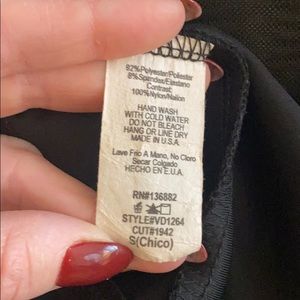 92%Polyester/Poliester
8%Spandex/Elastano
Contrast:
100%Nylon/Nailon
HAND WASH
WITH COLD WATER
DO NOT BLEACH
HANG OR LINE DRY
MADE IN U.S.A.
Lave Frio A Mano, No Cloro
Secar Colgado
HECHO EN E.U.A.
RN#136882
STYLE#VD1264
CUT#1942
S(Chico)